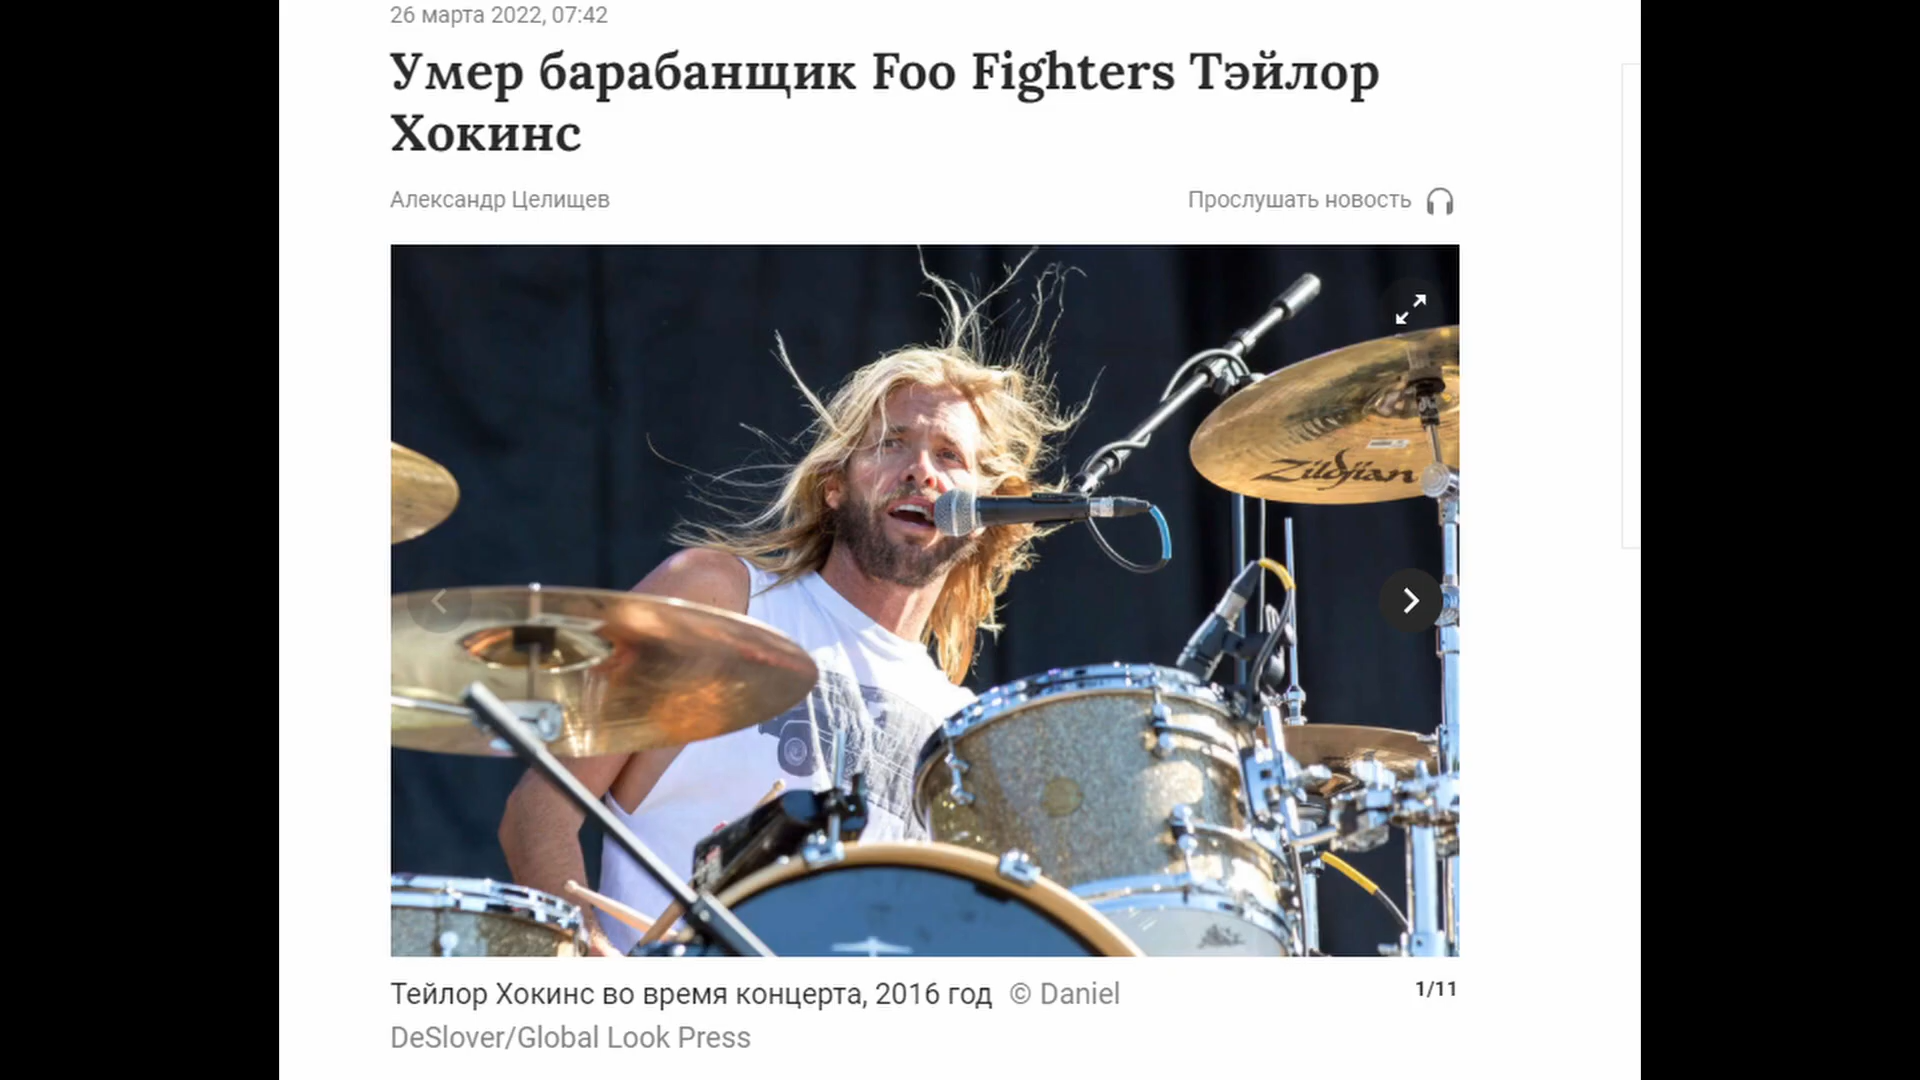 26 марта 2022, 07:42
Умер барабанщик Foo Fighters Тэйлор
Хокинс
Александр Целищев
Прослушать новость
Zildjian
Тейлор Хокинс во время концерта, 2016 год © Daniel
DeSlover/Global Look Press
1/11